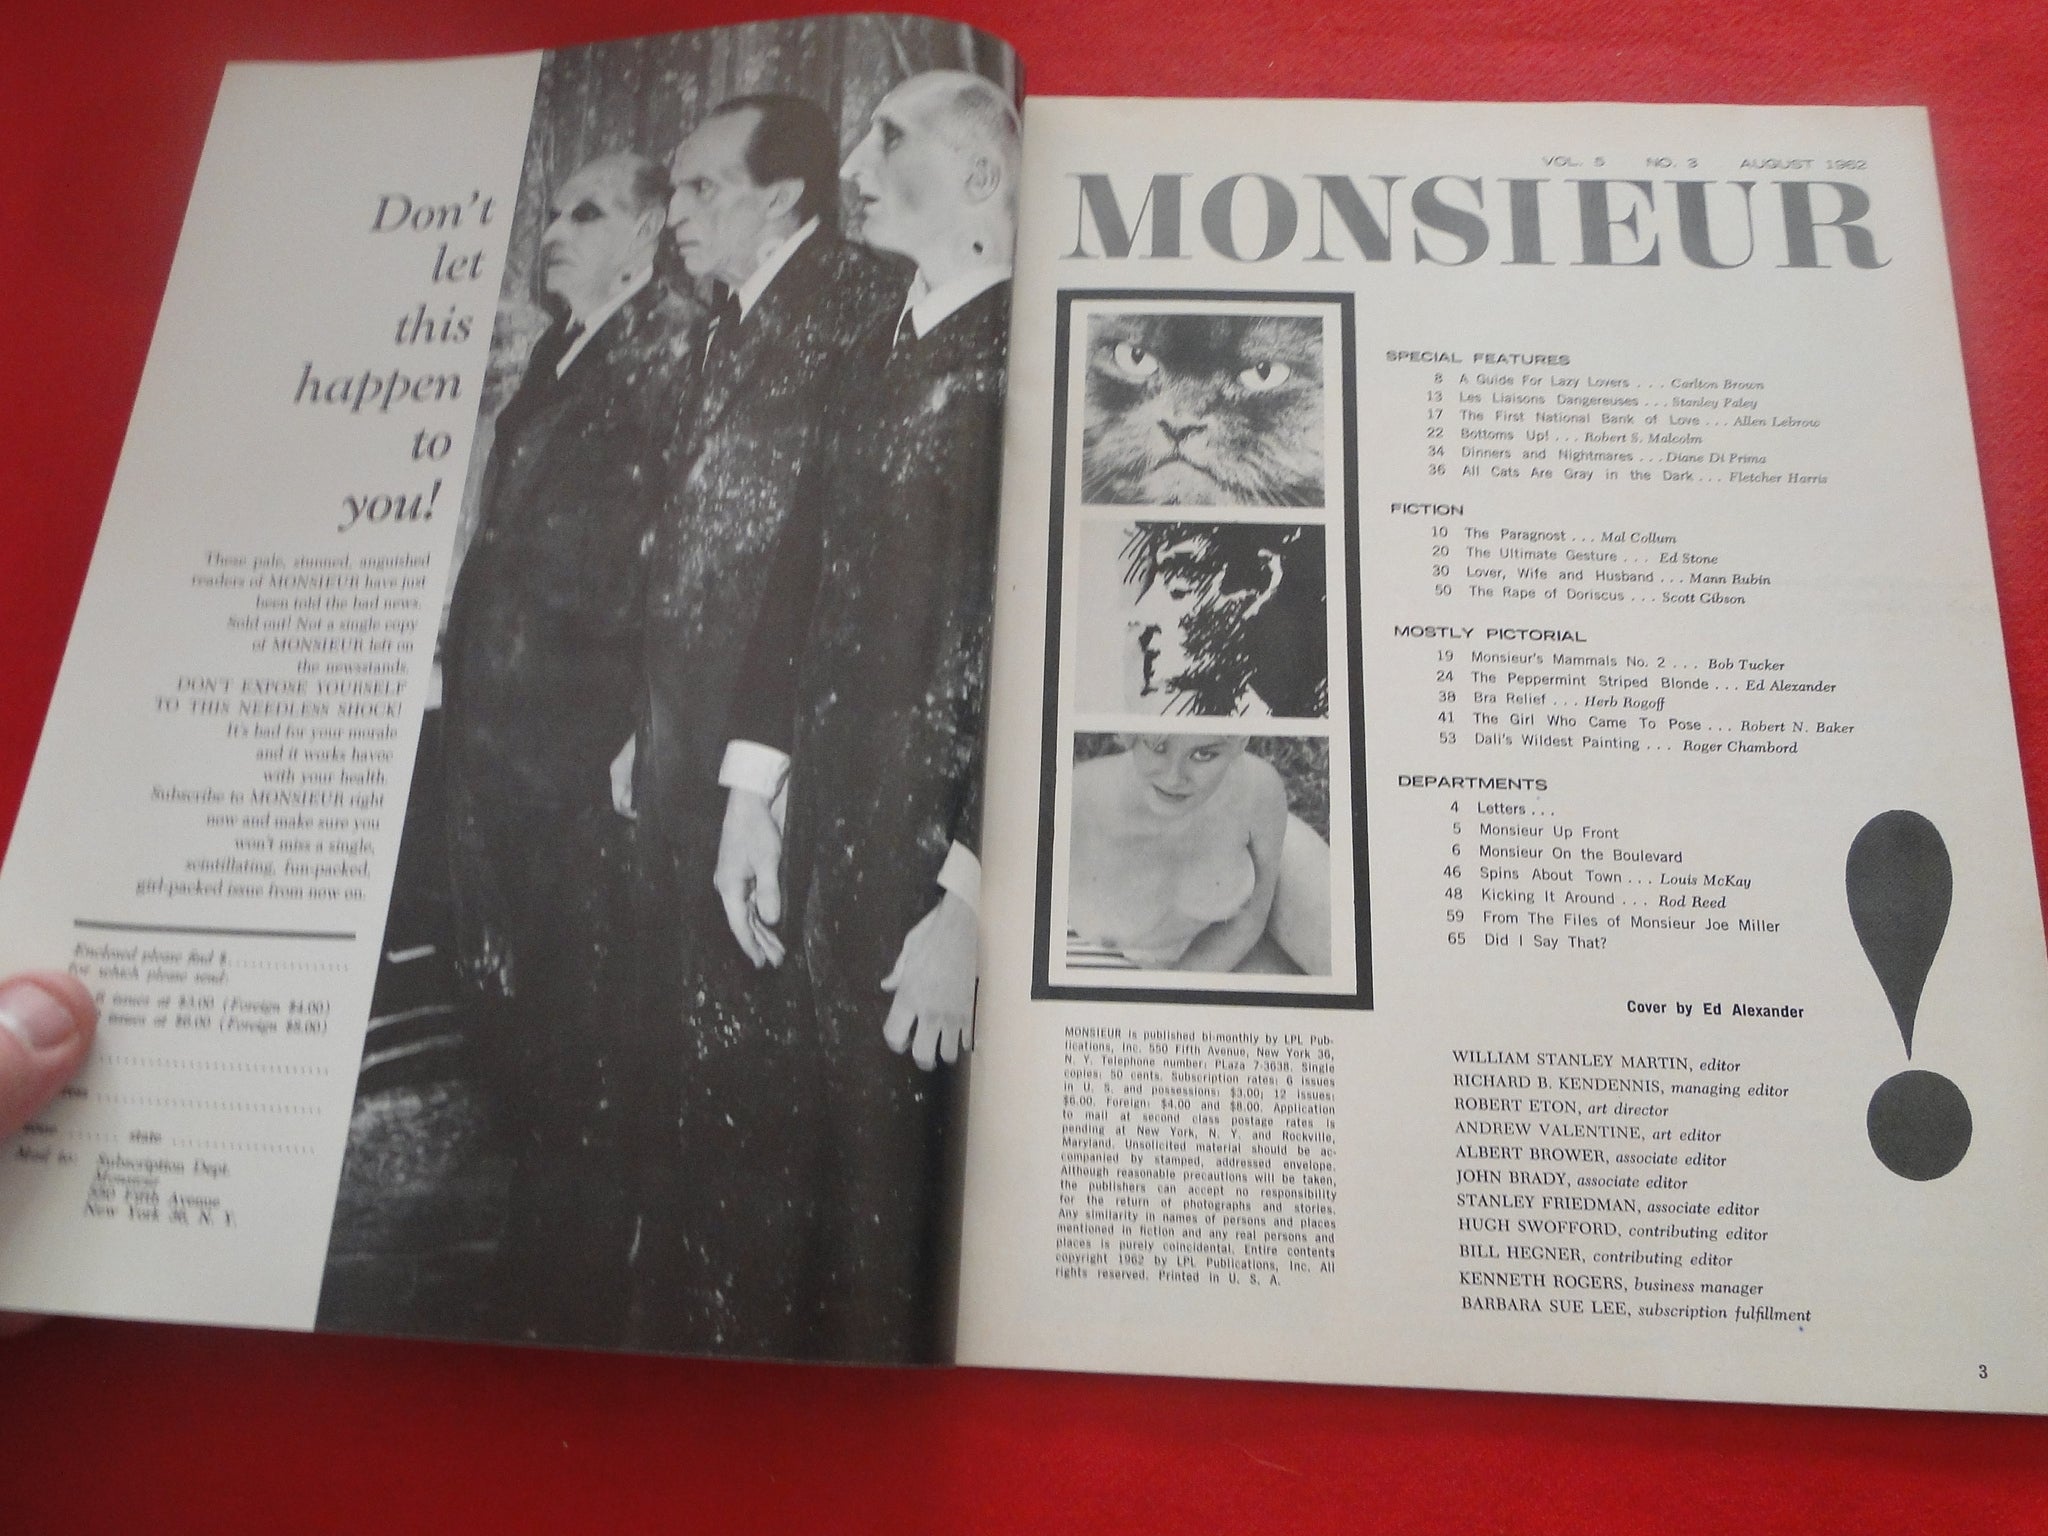 Don't
let
this
happen
to
you!
These pale, stunned, anguished
readers of MONSIEUR have just
been told the bad news.
Sold out! Not a single copy
of MONSIEUR left on
the newsstands.
DON'T EXPOSE YOURSELF
TO THIS NEEDLESS SHOCK!
It's bad for your morale
and it works havoc
with your health.
Subscribe to MONSIEUR right
now and make sure you
won't miss a single,
scintillating, fun-packed,
girl-packed issue from now on.
Enclosed please find $
for which please send:
6 issues at $3.00 (Foreign $4.00)
issues at $6.00 (Foreign $8.00)
state
Mail to: Subscription Dept.
Monsieur
550 Fifth Avenue
New York 36, N. Y.
VOL. 5 NO. 3 AUGUST 1962
MONSIEUR
SPECIAL FEATURES
8 A Guide For Lazy Lovers . . . Carlton Brown
13 Les Liaisons Dangereuses . . . Stanley Paley
17 The First National Bank of Love . . . Allen Lebrow
22 Bottoms Up! . . . Robert S. Malcolm
34 Dinners and Nightmares . . . Diane Di Prima
36 All Cats Are Gray in the Dark . . . Fletcher Harris
FICTION
10 The Paragnost . . . Mal Collum
20 The Ultimate Gesture . . . Ed Stone
30 Lover, Wife and Husband . . . Mann Rubin
50 The Rape of Doriscus . . . Scott Gibson
MOSTLY PICTORIAL
19 Monsieur's Mammals No. 2 . . . Bob Tucker
24 The Peppermint Striped Blonde . . . Ed Alexander
38 Bra Relief . . . Herb Rogoff
41 The Girl Who Came To Pose . . . Robert N. Baker
53 Dali's Wildest Painting . . . Roger Chambord
DEPARTMENTS
4 Letters . . .
5 Monsieur Up Front
6 Monsieur On the Boulevard
46 Spins About Town . . . Louis McKay
48 Kicking It Around . . . Rod Reed
59 From The Files of Monsieur Joe Miller
65 Did I Say That?
Cover by Ed Alexander
MONSIEUR is published bi-monthly by LPL Pub-
lications, Inc. 550 Fifth Avenue, New York 36,
N. Y. Telephone number: PLaza 7-3638. Single
copies: 50 cents. Subscription rates: 6 issues
in U. S. and possessions: $3.00; 12 issues:
$6.00. Foreign: $4.00 and $8.00. Application
to mail at second class postage rates is
pending at New York, N. Y. and Rockville,
Maryland. Unsolicited material should be ac-
companied by stamped, addressed envelope.
Although reasonable precautions will be taken,
the publishers can accept no responsibility
for the return of photographs and stories.
Any similarity in names of persons and places
mentioned in fiction and any real persons and
places is purely coincidental. Entire contents
copyright 1962 by LPL Publications, Inc. All
rights reserved. Printed in U. S. A.
WILLIAM STANLEY MARTIN, editor
RICHARD B. KENDENNIS, managing editor
ROBERT ETON, art director
ANDREW VALENTINE, art editor
ALBERT BROWER, associate editor
JOHN BRADY, associate editor
STANLEY FRIEDMAN, associate editor
HUGH SWOFFORD, contributing editor
BILL HEGNER, contributing editor
KENNETH ROGERS, business manager
BARBARA SUE LEE, subscription fulfillment
!
3